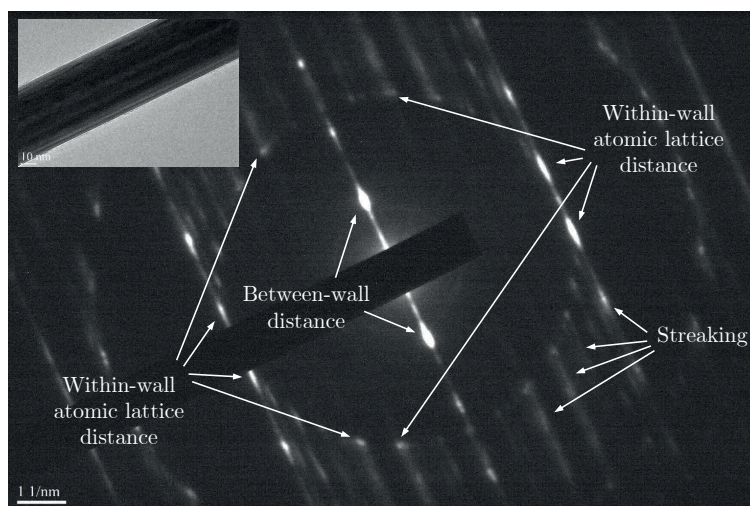 10 nm
Within-wall
atomic lattice
distance
Between-wall
distance
Streaking
Within-wall
atomic lattice
distance
1 1/nm